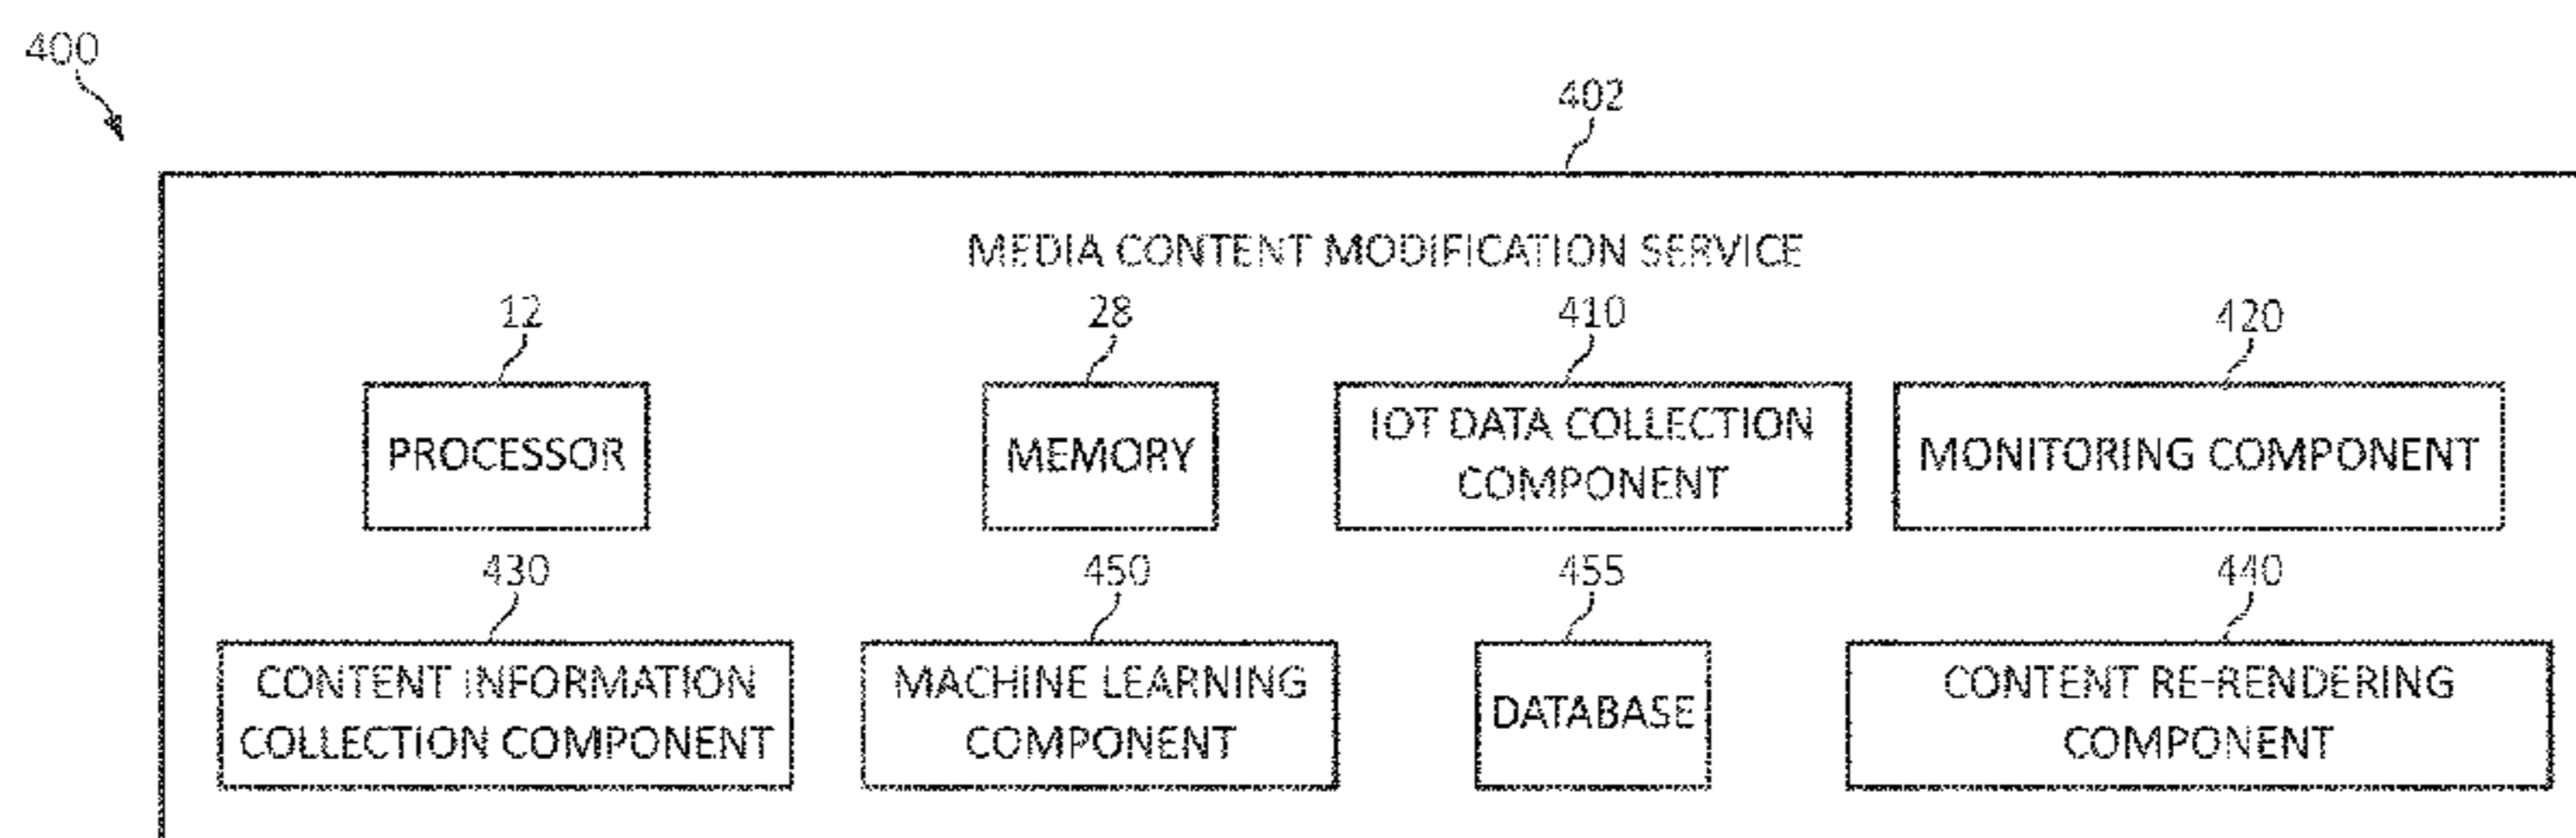 400
402
MEDIA CONTENT MODIFICATION SERVICE
12
28
410
420
PROCESSOR
MEMORY
IOT DATA COLLECTION
COMPONENT
MONITORING COMPONENT
430
450
455
440
CONTENT INFORMATION
COLLECTION COMPONENT
MACHINE LEARNING
COMPONENT
DATABASE
CONTENT RE-RENDERING
COMPONENT